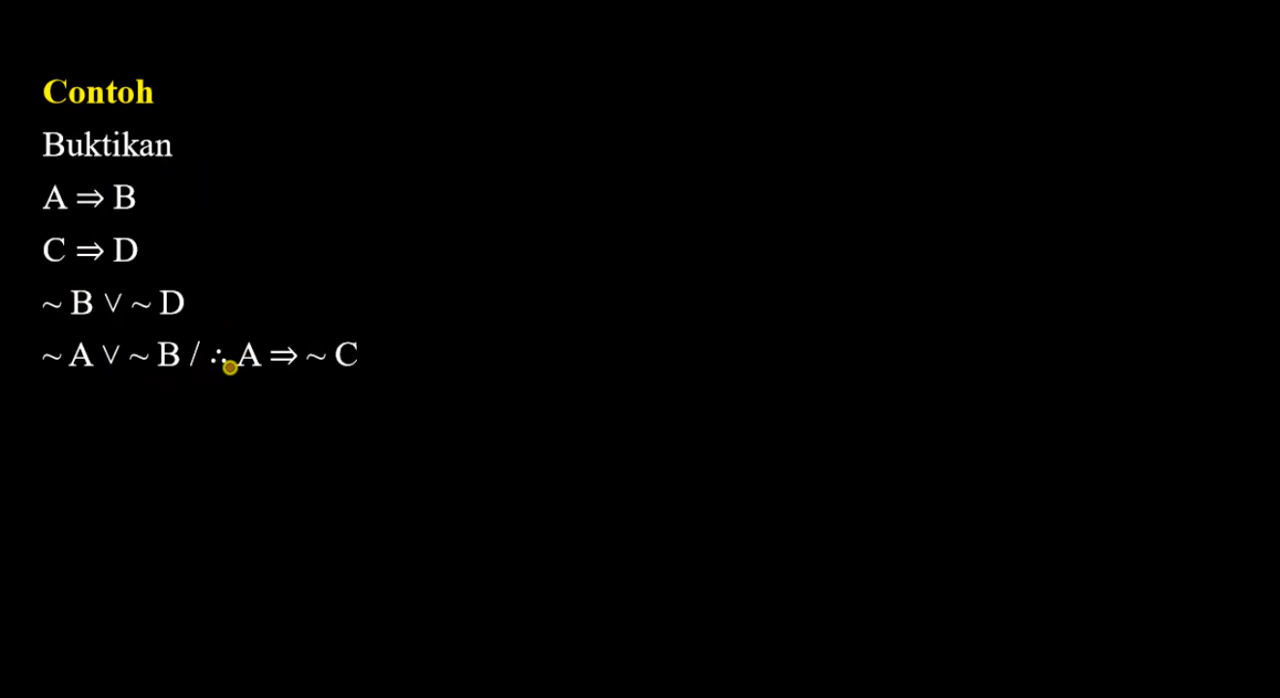 Contoh
Buktikan
A ⇒ B
C ⇒ D
~ B ∨ ~ D
~ A ∨ ~ B / ∴ A ⇒ ~ C